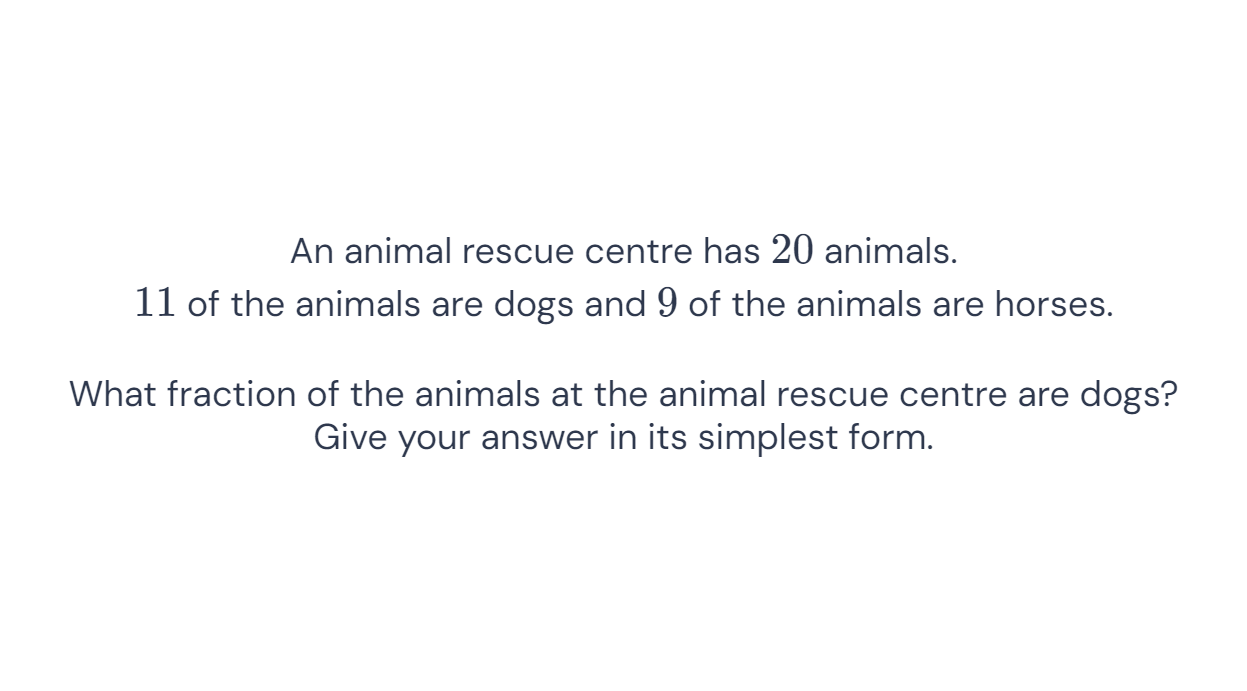 An animal rescue centre has 20 animals.
11 of the animals are dogs and 9 of the animals are horses.
What fraction of the animals at the animal rescue centre are dogs?
Give your answer in its simplest form.